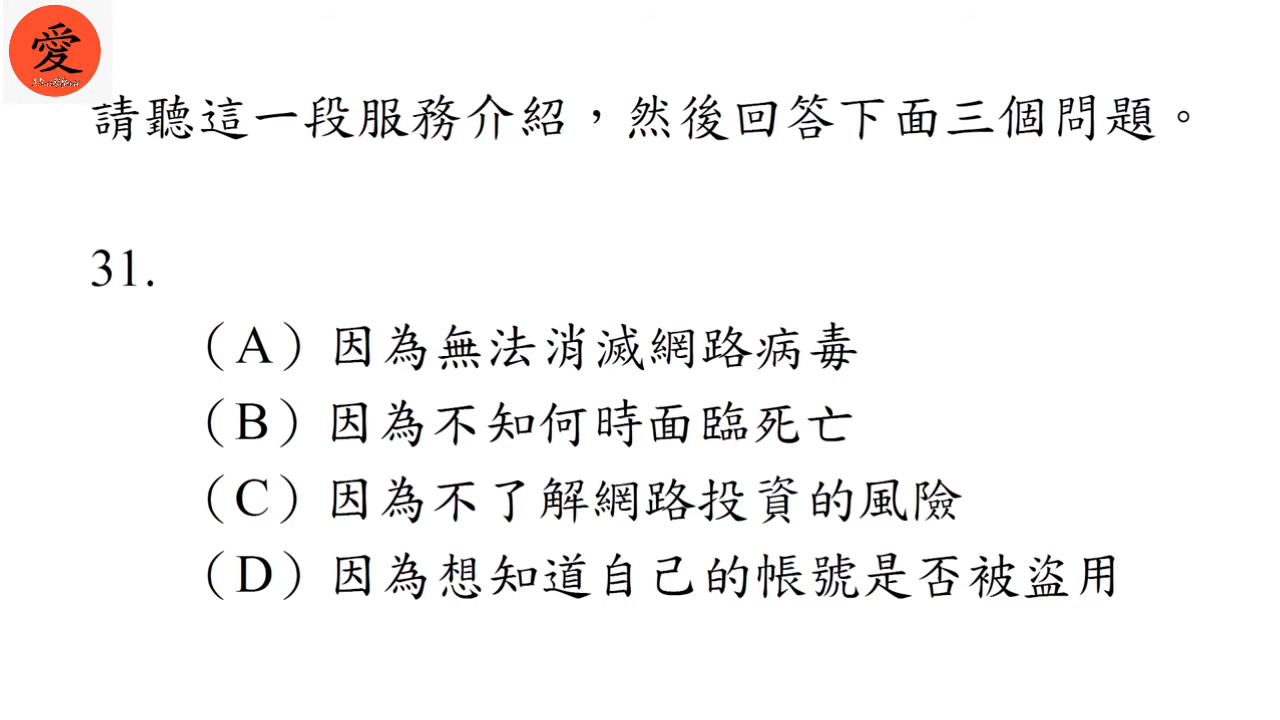 愛
請聽這一段服務介紹，然後回答下面三個問題。
31.
（A）因為無法消滅網路病毒
（B）因為不知何時面臨死亡
（C）因為不了解網路投資的風險
（D）因為想知道自己的帳號是否被盜用